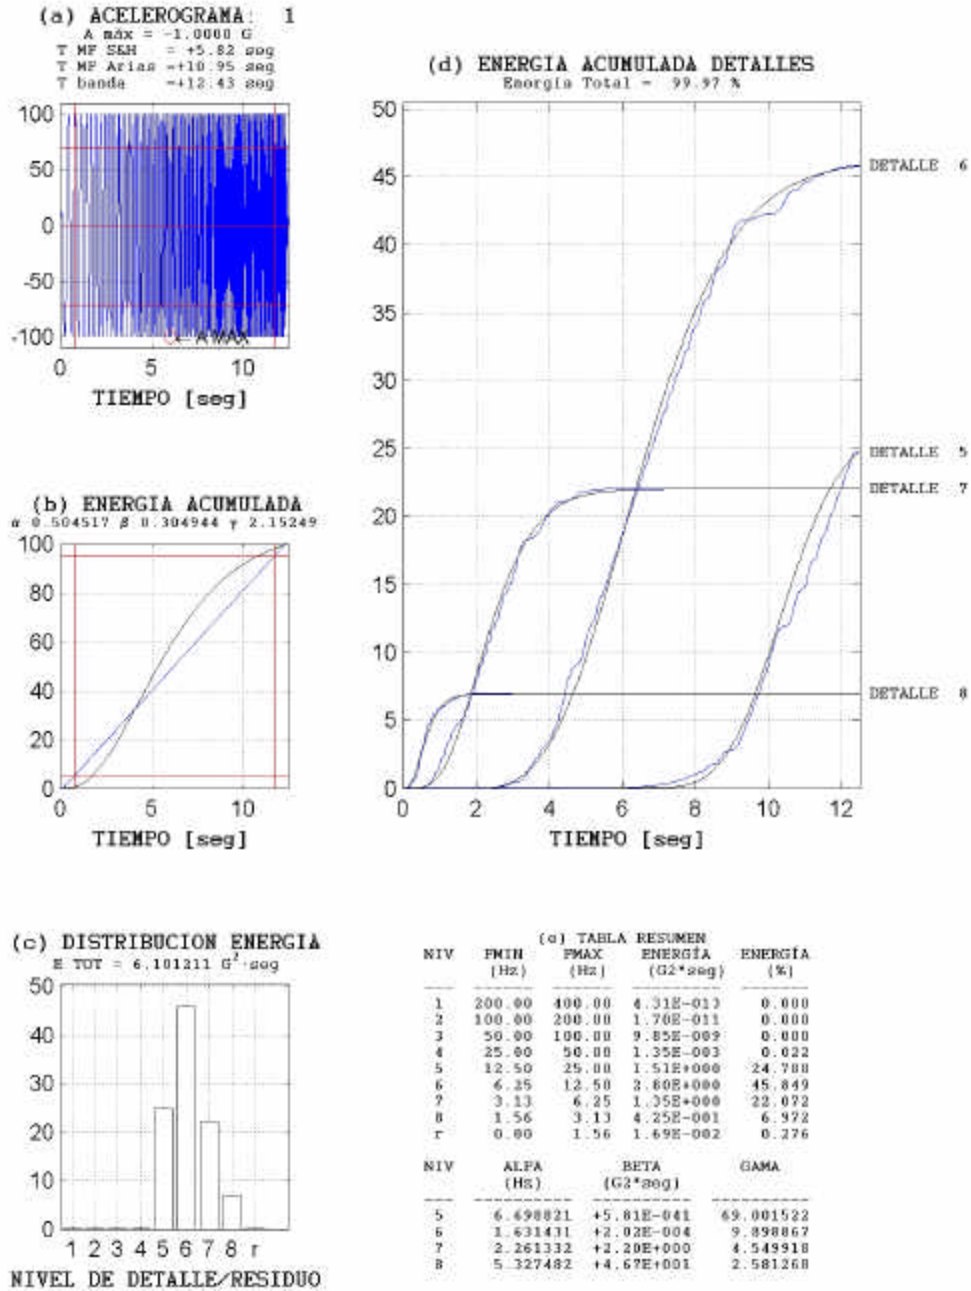 (a) ACELEROGRAMA: 1
A máx = -1.0000 G
T MF S&H = +5.82 seg
T MF Arias =+10.95 seg
T banda =+12.43 seg
100
50
0
-50
-100
← A MAX
0 5 10
TIEMPO [seg]
(b) ENERGIA ACUMULADA
α 0.504517 β 0.304944 γ 2.15249
100
80
60
40
20
0
0 5 10
TIEMPO [seg]
(c) DISTRIBUCION ENERGIA
E TOT = 6.101211 G²·seg
50
40
30
20
10
0
1 2 3 4 5 6 7 8 r
NIVEL DE DETALLE/RESIDUO
(d) ENERGIA ACUMULADA DETALLES
Energía Total = 99.97 %
50
45
40
35
30
25
20
15
10
5
0
0 2 4 6 8 10 12
TIEMPO [seg]
DETALLE 6
DETALLE 5
DETALLE 7
DETALLE 8
(e) TABLA RESUMEN
NIV FMIN FMAX ENERGÍA ENERGÍA
(Hz) (Hz) (G2*seg) (%)
1 200.00 400.00 4.31E-013 0.000
2 100.00 200.00 1.70E-011 0.000
3 50.00 100.00 9.85E-009 0.000
4 25.00 50.00 1.35E-003 0.022
5 12.50 25.00 1.51E+000
6 6.25 12.50 2.80E+000 45.849
7 3.13 6.25 1.35E+000 22.072
8 1.56 3.13 4.25E-001 6.972
r 0.00 1.56 1.69E-002 0.276
NIV ALFA BETA GAMA
(Hz) (G2*seg)
5 6.698821 +5.81E-041 69.001522
6 1.631431 +2.02E-004 9.898867
7 2.261332 +2.20E+000 4.549918
8 5.327482 +4.67E+001 2.581268